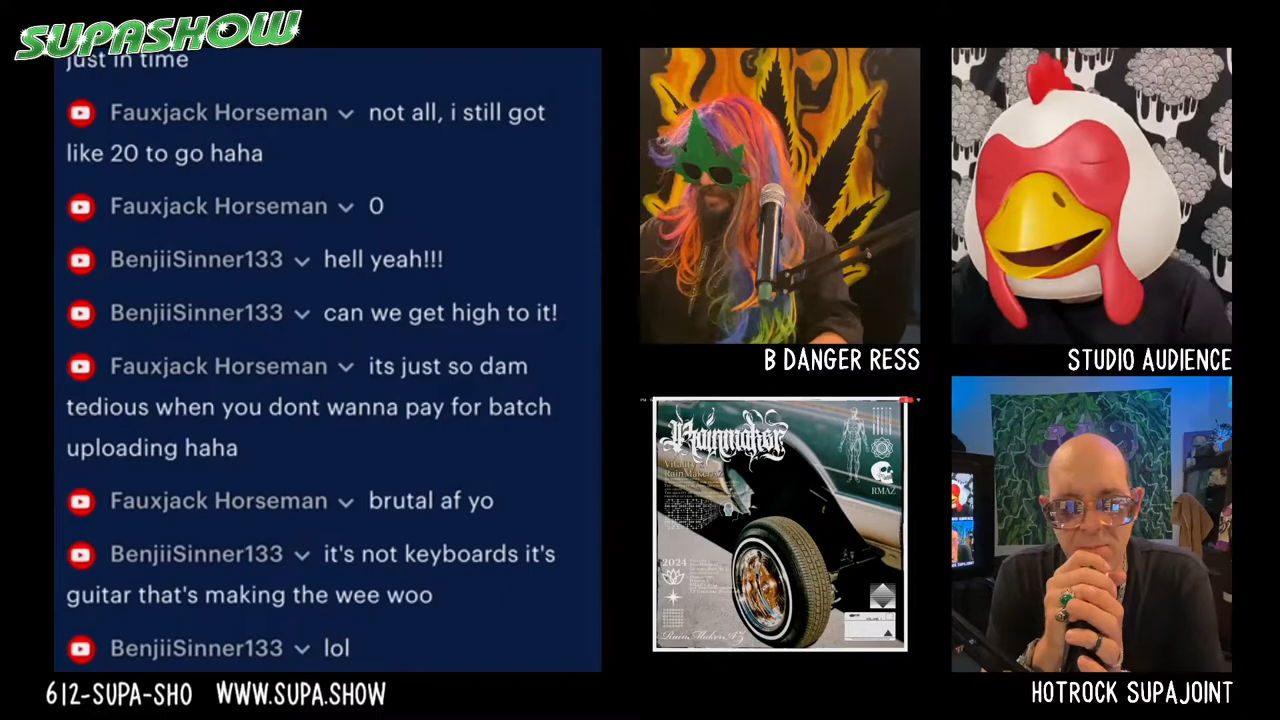 SUPASHOW
just in time
Fauxjack Horseman not all, i still got
like 20 to go haha
Fauxjack Horseman O
BenjiiSinner133 hell yeah!!!
BenjiiSinner133 can we get high to it!
Fauxjack Horseman its just so dam
tedious when you dont wanna pay for batch
uploading haha
Fauxjack Horseman brutal af yo
BenjiiSinner133 it's not keyboards it's
guitar that's making the wee woo
BenjiiSinner133 lol
612-SUPA-SHO WWW.SUPA.SHOW
B DANGER RESS
STUDIO AUDIENCE
Rainmaker
Vitality
RainMakerAZ
RMAZ
2024
RainMakerAZ
HOTROCK SUPAJOINT